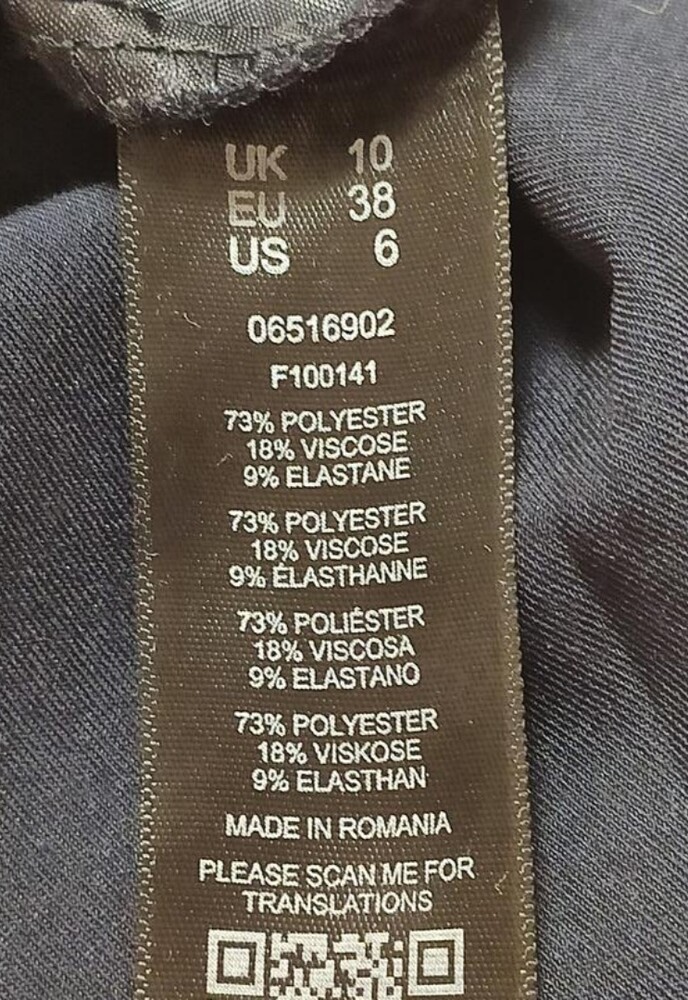 UK 10
EU 38
US 6
06516902
F100141
73% POLYESTER
18% VISCOSE
9% ELASTANE
73% POLYESTER
18% VISCOSE
9% ÉLASTHANNE
73% POLIÉSTER
18% VISCOSA
9% ELASTANO
73% POLYESTER
18% VISKOSE
9% ELASTHAN
MADE IN ROMANIA
PLEASE SCAN ME FOR
TRANSLATIONS